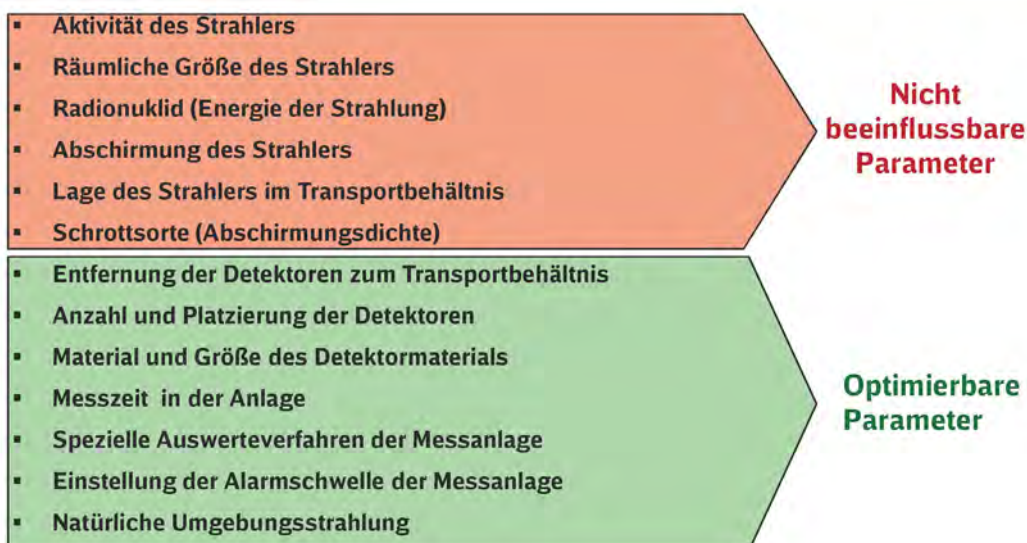 ▪ Aktivität des Strahlers
▪ Räumliche Größe des Strahlers
▪ Radionuklid (Energie der Strahlung)
▪ Abschirmung des Strahlers
▪ Lage des Strahlers im Transportbehältnis
▪ Schrottsorte (Abschirmungsdichte)
Nicht
beeinflussbare
Parameter
▪ Entfernung der Detektoren zum Transportbehältnis
▪ Anzahl und Platzierung der Detektoren
▪ Material und Größe des Detektormaterials
▪ Messzeit in der Anlage
▪ Spezielle Auswerteverfahren der Messanlage
▪ Einstellung der Alarmschwelle der Messanlage
▪ Natürliche Umgebungsstrahlung
Optimierbare
Parameter